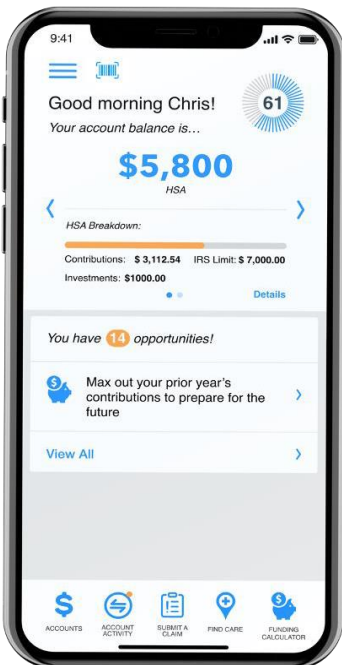 9:41
Good morning Chris!
61
Your account balance is...
$5,800
HSA
HSA Breakdown:
Contributions: $ 3,112.54 IRS Limit: $ 7,000.00
Investments: $1000.00
Details
You have 14 opportunities!
Max out your prior year's
contributions to prepare for the
future
View All
ACCOUNTS
ACCOUNT
ACTIVITY
SUBMIT A
CLAIM
FIND CARE
FUNDING
CALCULATOR